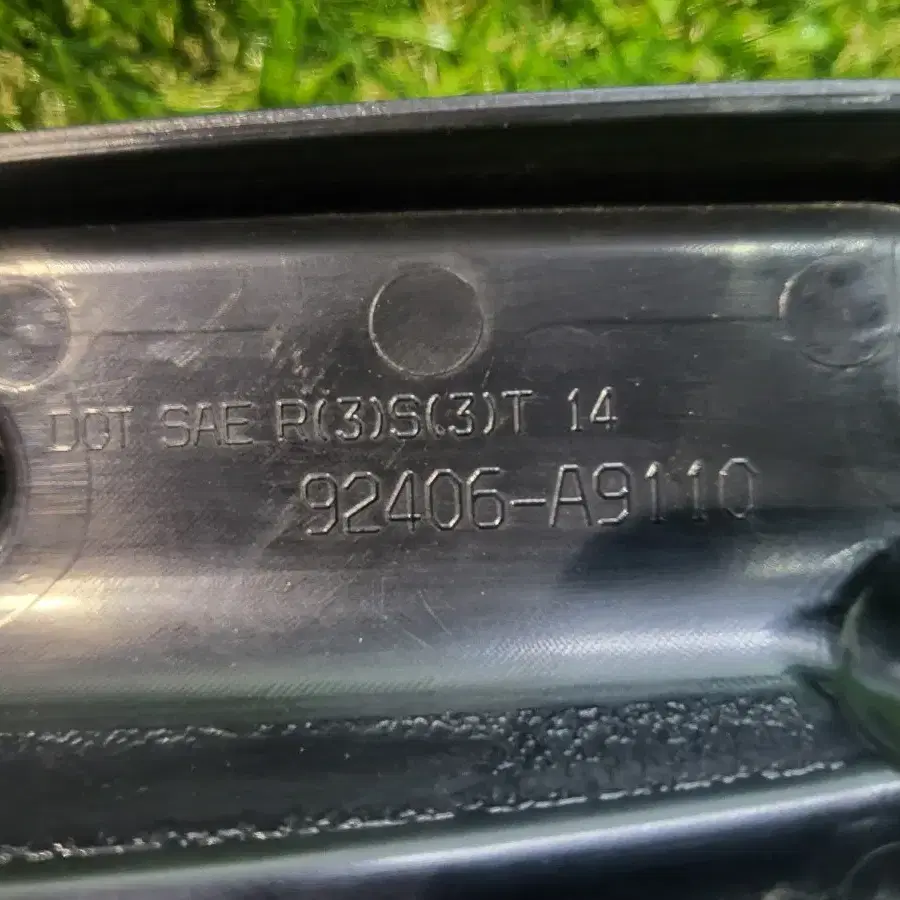 DOT SAE R(3)S(3)T 14
92406-A9110